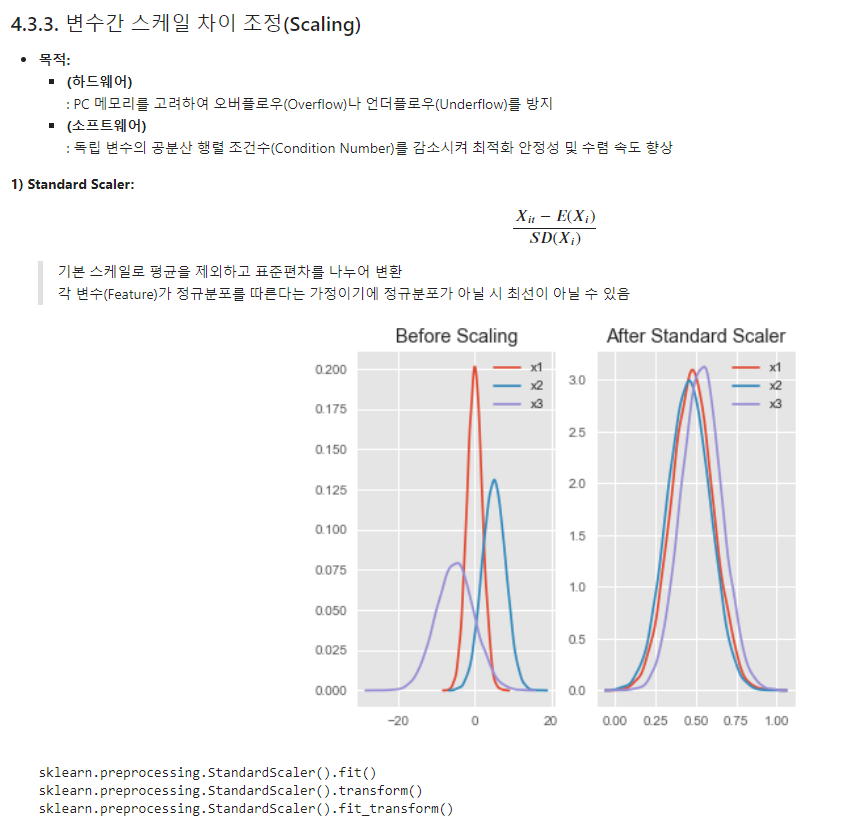 4.3.3. 변수간 스케일 차이 조정(Scaling)
목적:
(하드웨어)
: PC 메모리를 고려하여 오버플로우(Overflow)나 언더플로우(Underflow)를 방지
(소프트웨어)
: 독립 변수의 공분산 행렬 조건수(Condition Number)를 감소시켜 최적화 안정성 및 수렴 속도 향상
1) Standard Scaler:
X_{it} − E(X_i)
SD(X_i)
기본 스케일로 평균을 제외하고 표준편차를 나누어 변환
각 변수(Feature)가 정규분포를 따른다는 가정이기에 정규분포가 아닐 시 최선이 아닐 수 있음
Before Scaling
x1
x2
x3
0.200
0.175
0.150
0.125
0.100
0.075
0.050
0.025
0.000
−20 0 20
After Standard Scaler
x1
x2
x3
3.0
2.5
2.0
1.5
1.0
0.5
0.0
0.00 0.25 0.50 0.75 1.00
sklearn.preprocessing.StandardScaler().fit()
sklearn.preprocessing.StandardScaler().transform()
sklearn.preprocessing.StandardScaler().fit_transform()